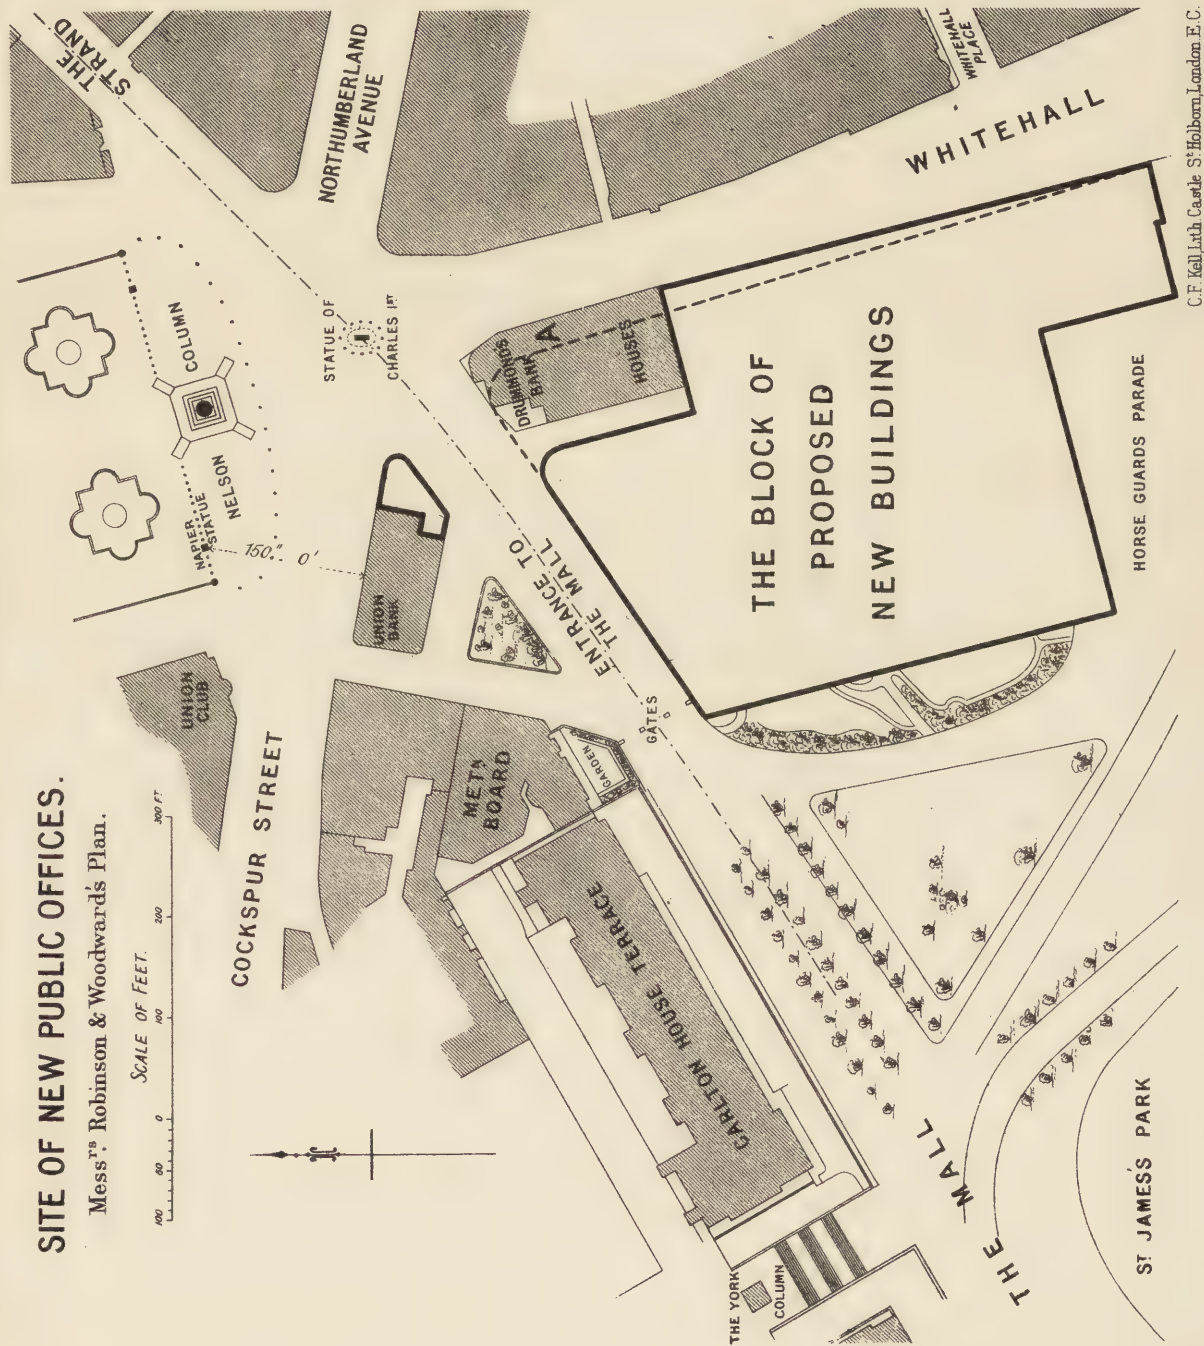 SITE OF NEW PUBLIC OFFICES.
Mess^rs. Robinson & Woodward's Plan.
SCALE OF FEET.
100 50 0 100 200 300 FT
COCKSPUR STREET
UNION
CLUB
NAPIER
STATUE
NELSON
COLUMN
150" 0'
UNION
BANK
THE
STRAND
NORTHUMBERLAND
AVENUE
STATUE OF
CHARLES 1ST
DRUMMOND'S
BANK
A
HOUSES
WHITEHALL
PLACE
WHITEHALL
METN
BOARD
GARDEN
ENTRANCE TO
THE MALL
GATES
THE BLOCK OF
PROPOSED
NEW BUILDINGS
CARLTON HOUSE TERRACE
HORSE GUARDS PARADE
THE YORK
COLUMN
THE MALL
ST JAMES'S PARK
C.F. Kell, Lith. Castle St Holborn, London E.C.